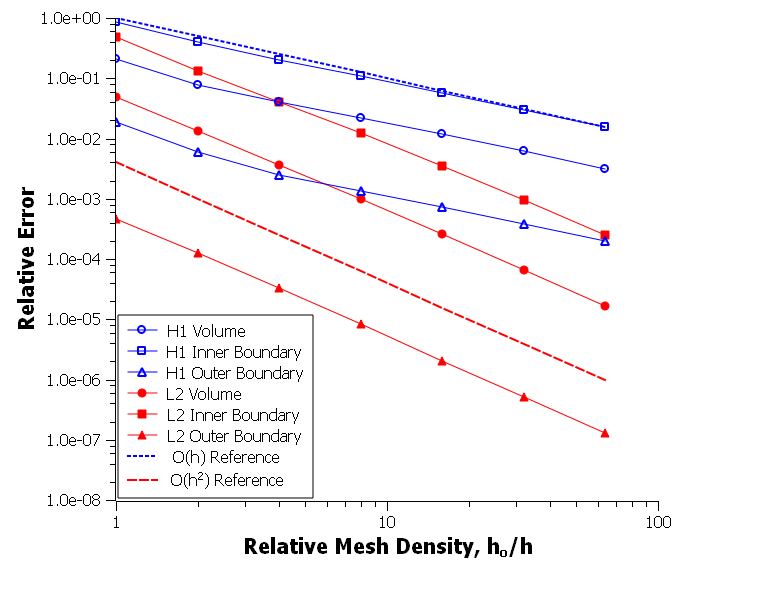 1.0e+00
1.0e-01
1.0e-02
1.0e-03
1.0e-04
1.0e-05
1.0e-06
1.0e-07
1.0e-08
Relative Error
H1 Volume
H1 Inner Boundary
H1 Outer Boundary
L2 Volume
L2 Inner Boundary
L2 Outer Boundary
O(h) Reference
O(h²) Reference
1 10 100
Relative Mesh Density, hₒ/h